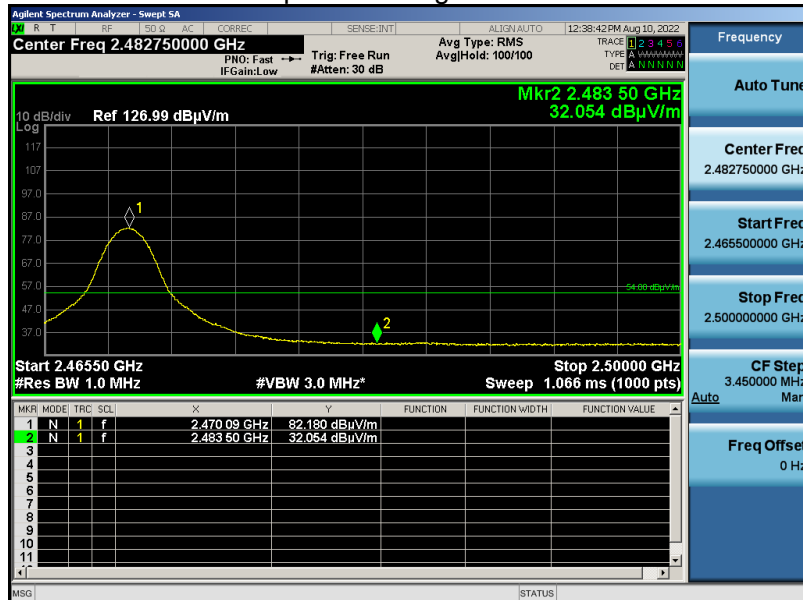 Agilent Spectrum Analyzer - Swept SA
LXI R T RF 50 Ω AC CORREC SENSE:INT ALIGN AUTO 12:38:42 PM Aug 10, 2022
Center Freq 2.482750000 GHz
PNO: Fast
IFGain:Low
Trig: Free Run
#Atten: 30 dB
Avg Type: RMS
Avg|Hold: 100/100
TRACE 1 2 3 4 5 6
TYPE A WWWWW
DET A N N N N N
Mkr2 2.483 50 GHz
32.054 dBµV/m
10 dB/div Ref 126.99 dBµV/m
Log
117
107
97.0
87.0
77.0
67.0
57.0
47.0
37.0
1
2
54.00 dBµV/m
Start 2.46550 GHz Stop 2.50000 GHz
#Res BW 1.0 MHz #VBW 3.0 MHz* Sweep 1.066 ms (1000 pts)
MKR MODE TRC SCL X Y FUNCTION FUNCTION WIDTH FUNCTION VALUE
1 N 1 f 2.470 09 GHz 82.180 dBµV/m
2 N 1 f 2.483 50 GHz 32.054 dBµV/m
3
4
5
6
7
8
9
10
11
MSG STATUS
Frequency
Auto Tune
Center Freq
2.482750000 GHz
Start Freq
2.465500000 GHz
Stop Freq
2.500000000 GHz
CF Step
3.450000 MHz
Auto Man
Freq Offset
0 Hz